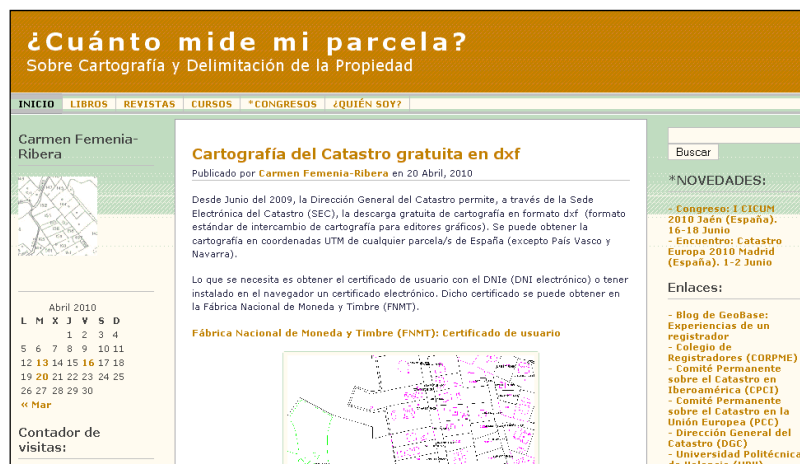 ¿Cuánto mide mi parcela?
Sobre Cartografía y Delimitación de la Propiedad
INICIO LIBROS REVISTAS CURSOS *CONGRESOS ¿QUIÉN SOY?
Carmen Femenia-
Ribera
Abril 2010
L M X J V S D
1 2 3 4
5 6 7 8 9 10 11
12 13 14 15 16 17 18
19 20 21 22 23 24 25
26 27 28 29 30
« Mar
Contador de
visitas:
Cartografía del Catastro gratuita en dxf
Publicado por Carmen Femenia-Ribera en 20 Abril, 2010
Desde Junio del 2009, la Dirección General del Catastro permite, a través de la Sede
Electrónica del Catastro (SEC), la descarga gratuita de cartografía en formato dxf (formato
estándar de intercambio de cartografía para editores gráficos). Se puede obtener la
cartografía en coordenadas UTM de cualquier parcela/s de España (excepto País Vasco y
Navarra).
Lo que se necesita es obtener el certificado de usuario con el DNIe (DNI electrónico) o tener
instalado en el navegador un certificado electrónico. Dicho certificado se puede obtener en
la Fábrica Nacional de Moneda y Timbre (FNMT).
Fábrica Nacional de Moneda y Timbre (FNMT): Certificado de usuario
Buscar
*NOVEDADES:
- Congreso: I CICUM
2010 Jaén (España).
16-18 Junio
- Encuentro: Catastro
Europa 2010 Madrid
(España). 1-2 Junio
Enlaces:
- Blog de GeoBase:
Experiencias de un
registrador
- Colegio de
Registradores (CORPME)
- Comité Permanente
sobre el Catastro en
Iberoamérica (CPCI)
- Comité Permanente
sobre el Catastro en la
Unión Europea (PCC)
- Dirección General del
Catastro (DGC)
- Universidad Politécnica